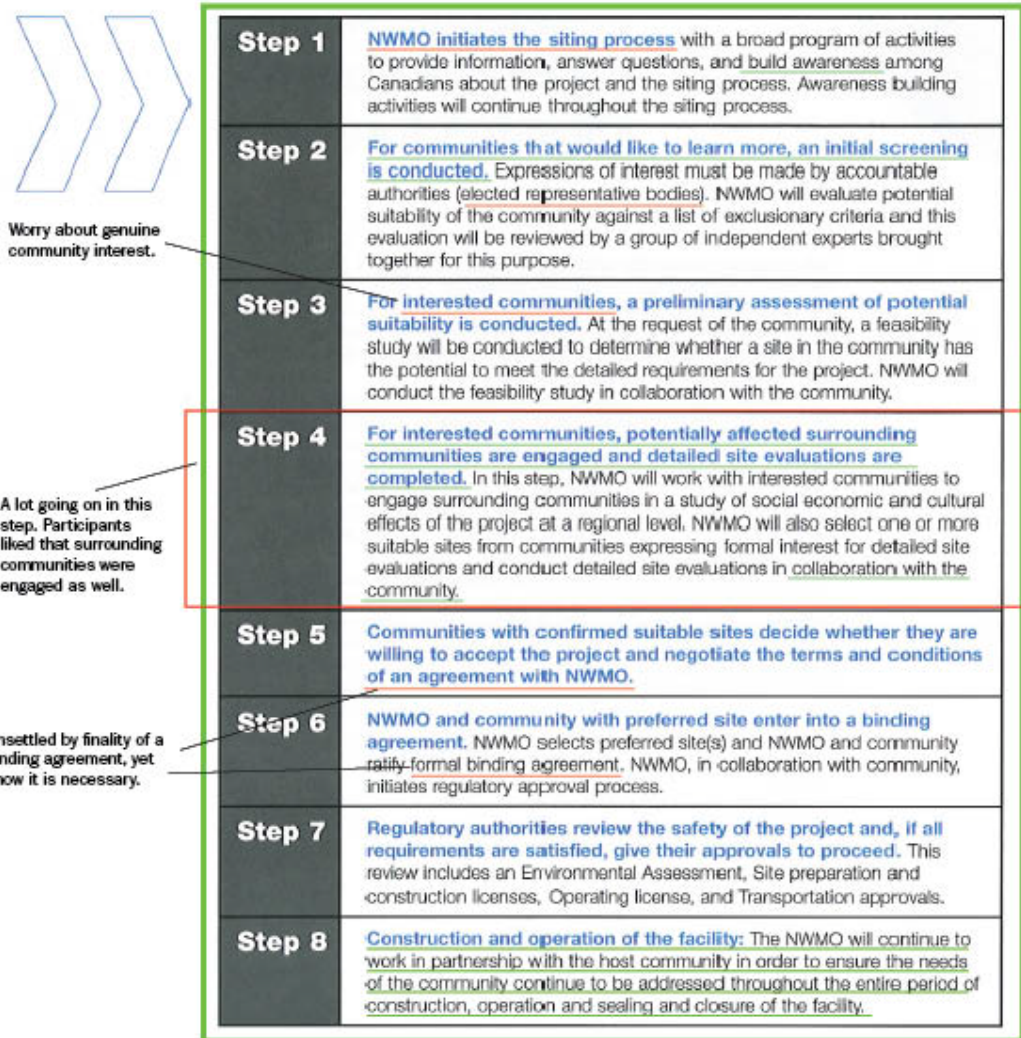 Step 1
NWMO initiates the siting process with a broad program of activities
to provide information, answer questions, and build awareness among
Canadians about the project and the siting process. Awareness building
activities will continue throughout the siting process.
Step 2
For communities that would like to learn more, an initial screening
is conducted. Expressions of interest must be made by accountable
authorities (elected representative bodies). NWMO will evaluate potential
suitability of the community against a list of exclusionary criteria and this
evaluation will be reviewed by a group of independent experts brought
together for this purpose.
Worry about genuine
community interest.
Step 3
For interested communities, a preliminary assessment of potential
suitability is conducted. At the request of the community, a feasibility
study will be conducted to determine whether a site in the community has
the potential to meet the detailed requirements for the project. NWMO will
conduct the feasibility study in collaboration with the community.
Step 4
For interested communities, potentially affected surrounding
communities are engaged and detailed site evaluations are
completed. In this step, NWMO will work with interested communities to
engage surrounding communities in a study of social economic and cultural
effects of the project at a regional level. NWMO will also select one or more
suitable sites from communities expressing formal interest for detailed site
evaluations and conduct detailed site evaluations in collaboration with the
community.
A lot going on in this
step. Participants
liked that surrounding
communities were
engaged as well.
Step 5
Communities with confirmed suitable sites decide whether they are
willing to accept the project and negotiate the terms and conditions
of an agreement with NWMO.
Step 6
NWMO and community with preferred site enter into a binding
agreement. NWMO selects preferred site(s) and NWMO and community
ratify formal binding agreement. NWMO, in collaboration with community,
initiates regulatory approval process.
nsettled by finality of a
nding agreement, yet
now it is necessary.
Step 7
Regulatory authorities review the safety of the project and, if all
requirements are satisfied, give their approvals to proceed. This
review includes an Environmental Assessment, Site preparation and
construction licenses, Operating license, and Transportation approvals.
Step 8
Construction and operation of the facility: The NWMO will continue to
work in partnership with the host community in order to ensure the needs
of the community continue to be addressed throughout the entire period of
construction, operation and sealing and closure of the facility.